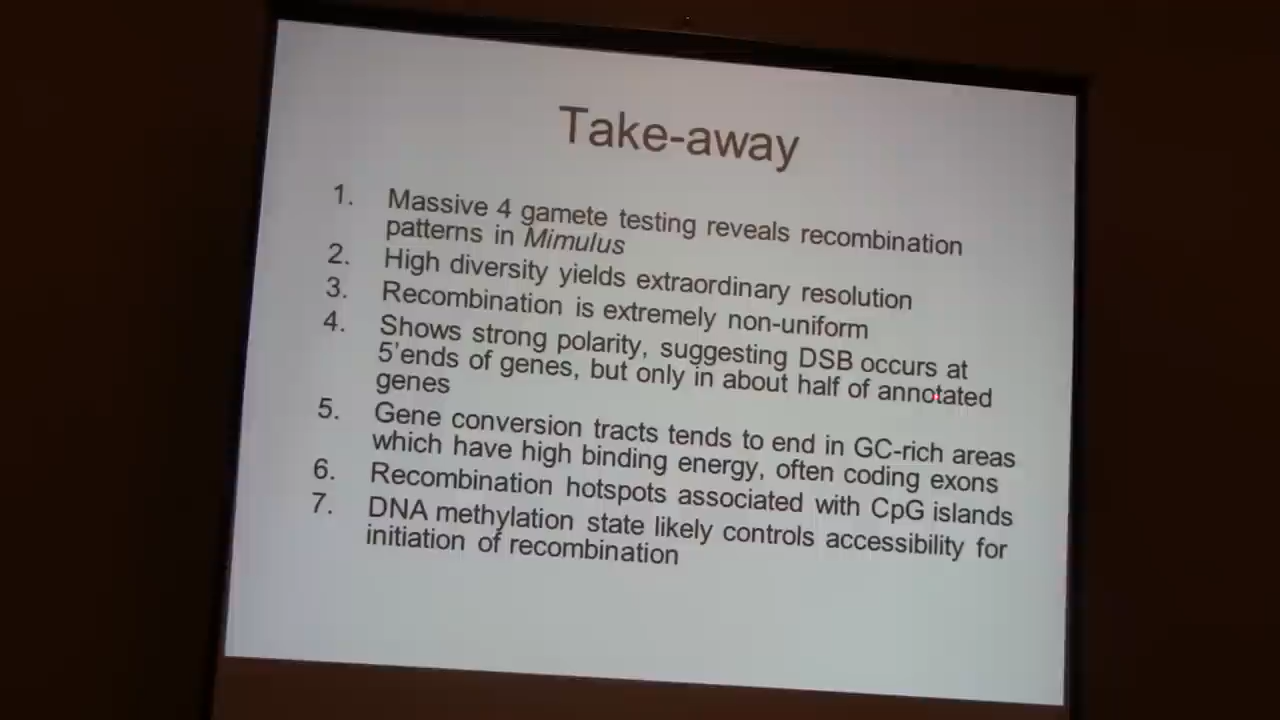 Take-away
1. Massive 4 gamete testing reveals recombination
patterns in Mimulus
2. High diversity yields extraordinary resolution
3. Recombination is extremely non-uniform
4. Shows strong polarity, suggesting DSB occurs at
5'ends of genes, but only in about half of annotated
genes
5. Gene conversion tracts tends to end in GC-rich areas
which have high binding energy, often coding exons
6. Recombination hotspots associated with CpG islands
7. DNA methylation state likely controls accessibility for
initiation of recombination